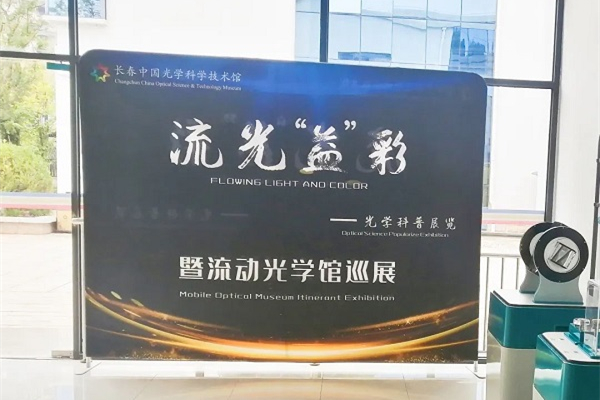 长春中国光学科学技术馆
Changchun China Optical Science & Technology Museum
流光“益”彩
FLOWING LIGHT AND COLOR
——光学科普展览
Optical Science Popularize Exhibition
暨流动光学馆巡展
Mobile Optical Museum Itinerant Exhibition